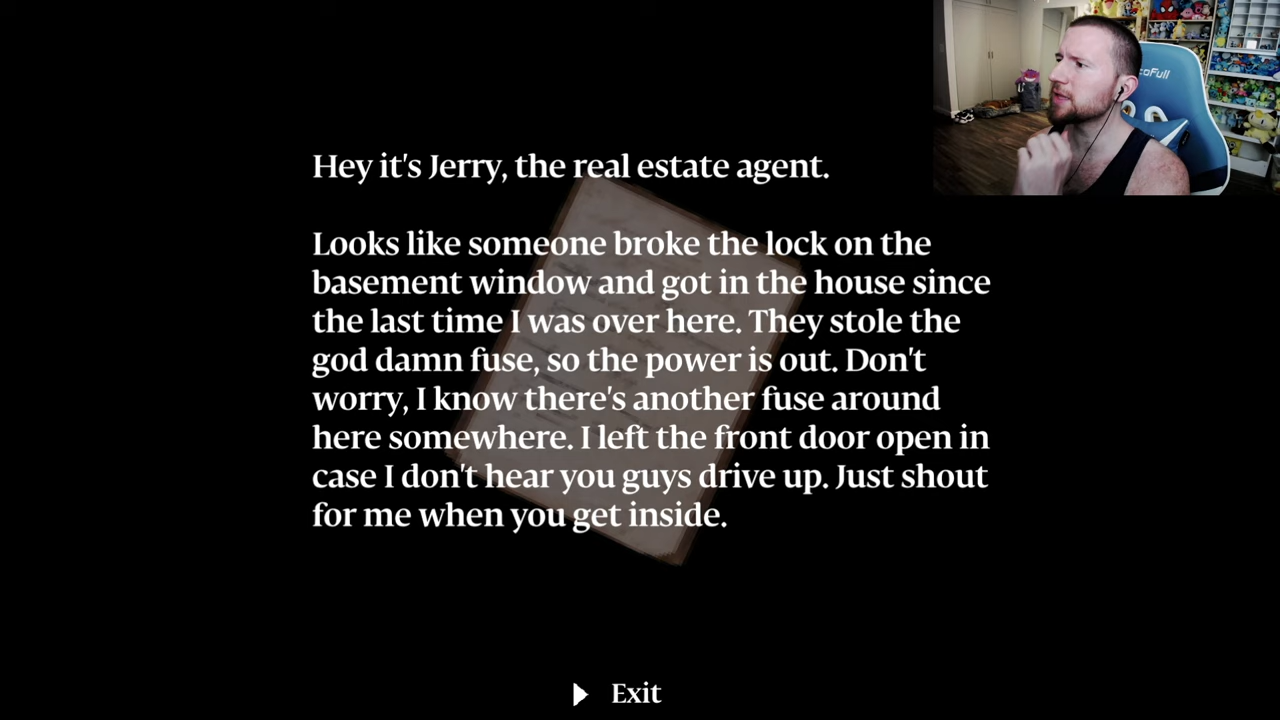 Hey it's Jerry, the real estate agent.
Looks like someone broke the lock on the
basement window and got in the house since
the last time I was over here. They stole the
god damn fuse, so the power is out. Don't
worry, I know there's another fuse around
here somewhere. I left the front door open in
case I don't hear you guys drive up. Just shout
for me when you get inside.
Exit